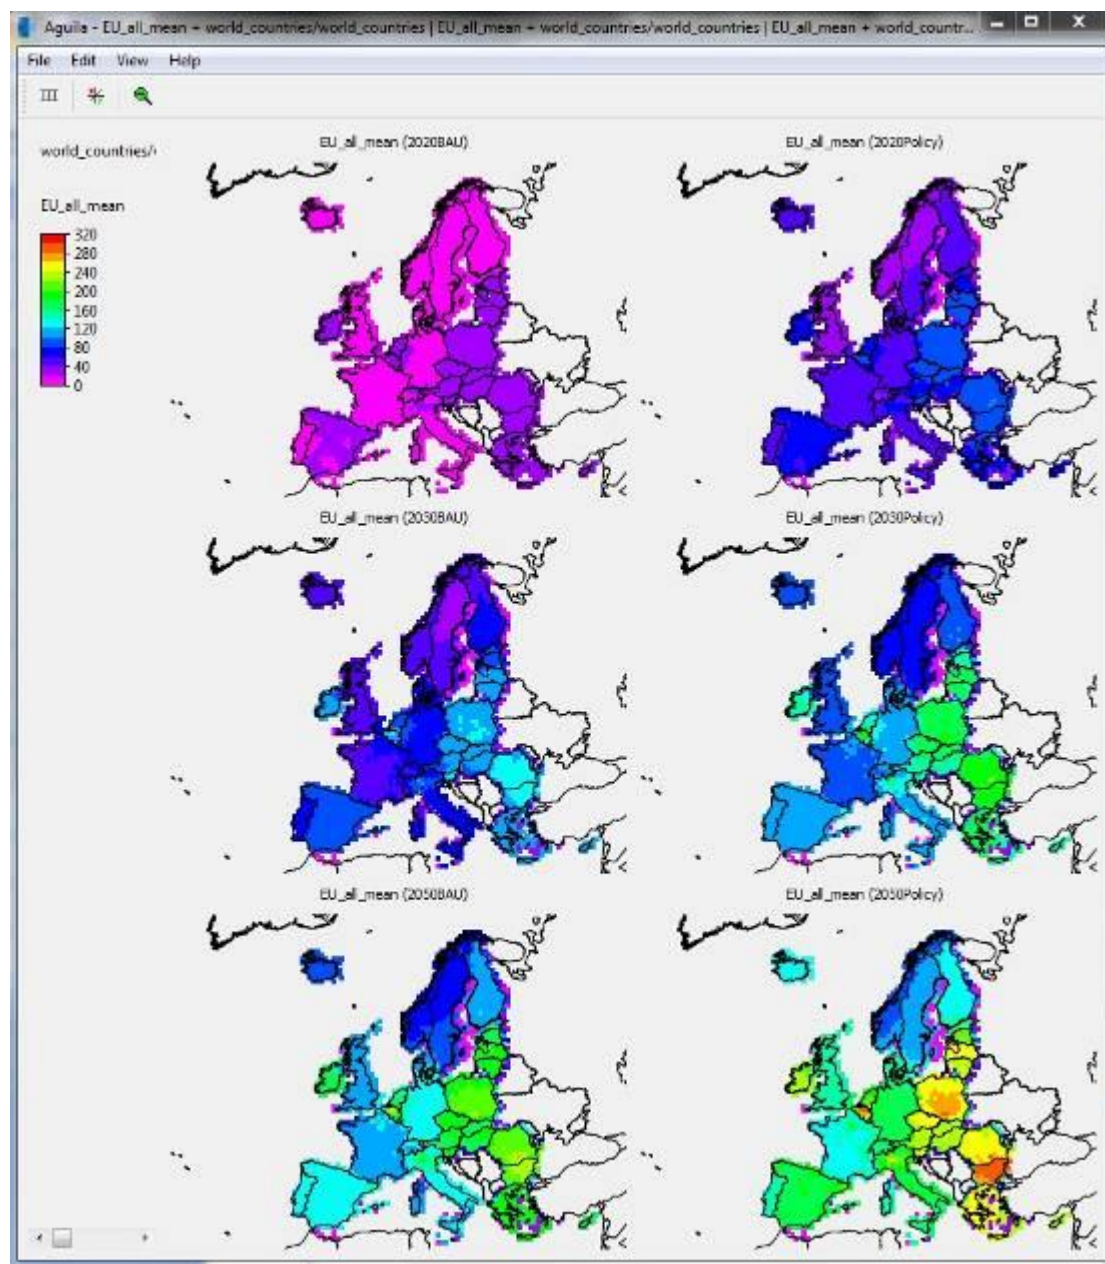 Aguila - EU_all_mean + world_countries/world_countries | EU_all_mean + world_countries/world_countries | EU_all_mean + world_countr...
File Edit View Help
world_countries/
EU_all_mean
320
280
240
200
160
120
80
40
0
EU_all_mean (2020BAU)
EU_all_mean (2020Policy)
EU_all_mean (2030BAU)
EU_all_mean (2030Policy)
EU_all_mean (2050BAU)
EU_all_mean (2050Policy)